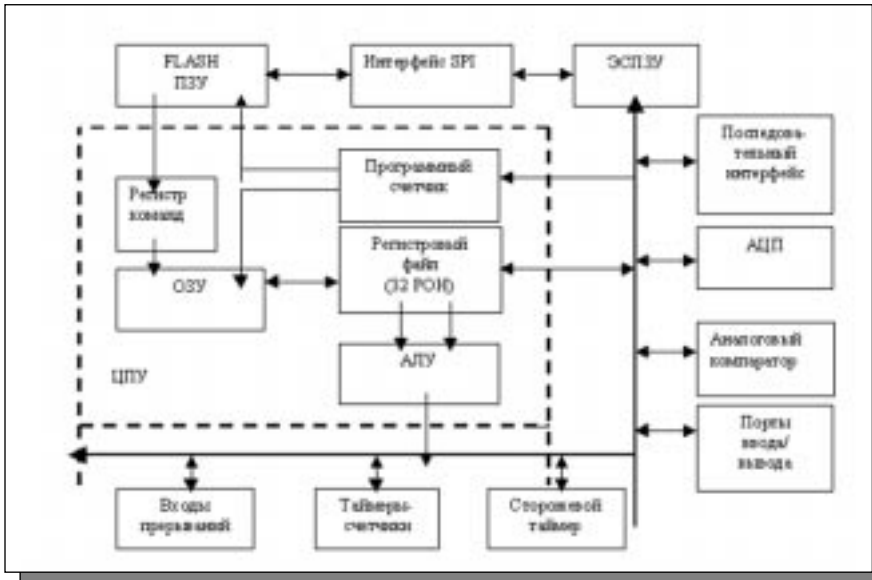 FLASH
ПЗУ
Интерфейс SPI
ЭСПЗУ
Последова-
тельный
интерфейс
Программный
счетчик
Регистр
команд
Регистровый
файл
(32 РОН)
АЦП
ОЗУ
Аналоговый
компаратор
АЛУ
ЦПУ
Порты
ввода/
вывода
Входы
прерываний
Таймеры-
счетчики
Сторожевой
таймер